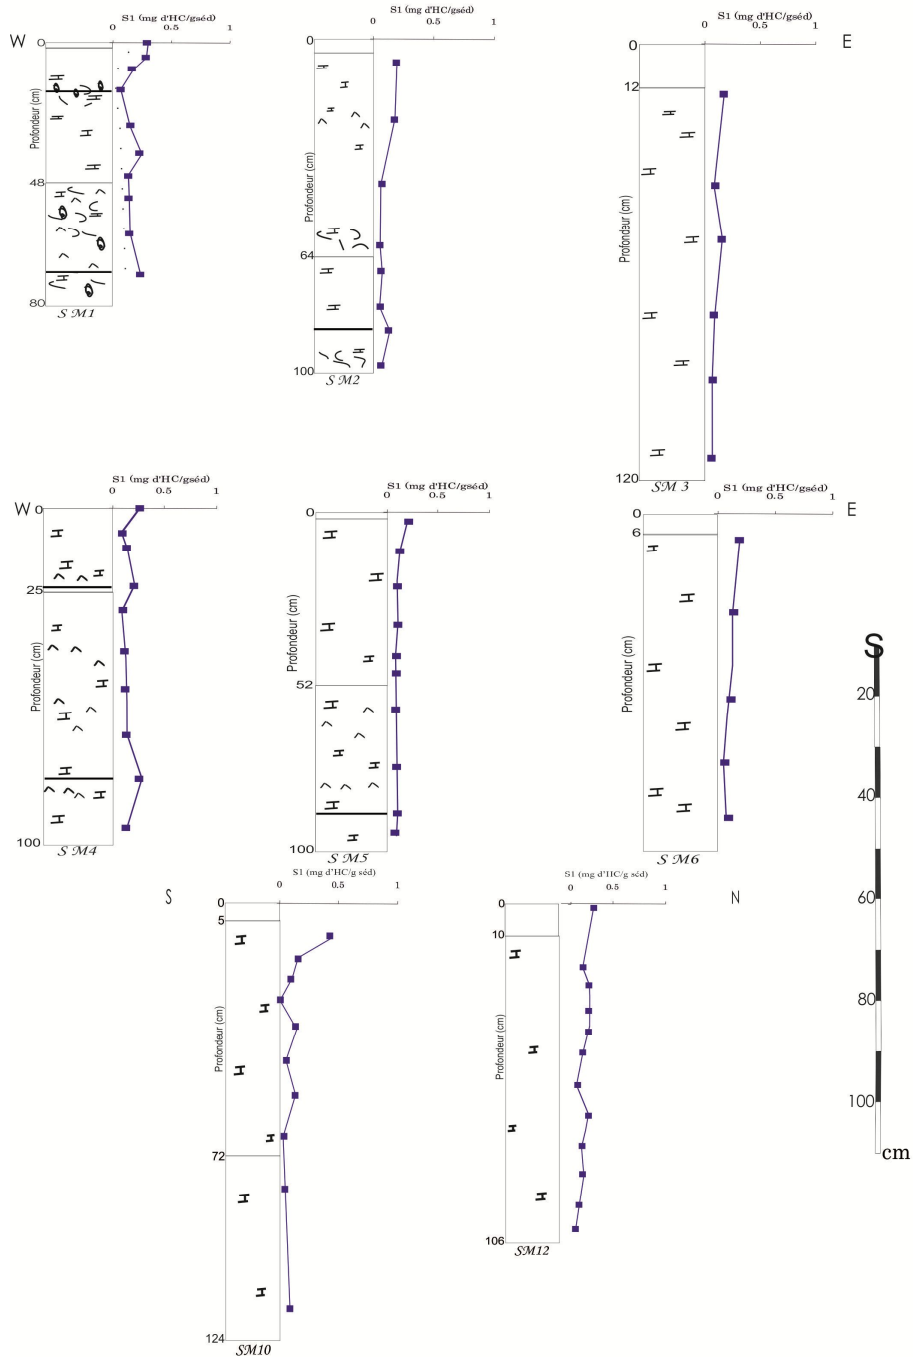 S1 (mg d'HC/gséd)
W 0 0.5 1
0
Profondeur (cm)
48
80
S M1
S1 (mg d'HC/gséd)
0 0.5 1
0
Profondeur (cm)
64
100
S M2
S1 (mg d'HC/gséd)
0 0.5 1 E
0
12
Profondeur (cm)
120
SM 3
S1 (mg d'HC/gséd)
W 0 0.5 1
0
25
Profondeur (cm)
100
S M4
S1 (mg d'HC/gséd)
0 0.5 1
0
Profondeur (cm)
52
100
S M5
S1 (mg d'HC/gséd)
0 0.5 1 E
0
6
Profondeur (cm)
S M6
S
20
40
60
80
100
cm
S1 (mg d'HC/g séd)
S 0 0.5 1
0
5
Profondeur (cm)
72
124
SM10
S1 (mg d'HC/g séd)
0 0.5 1 N
0
10
Profondeur (cm)
106
SM12